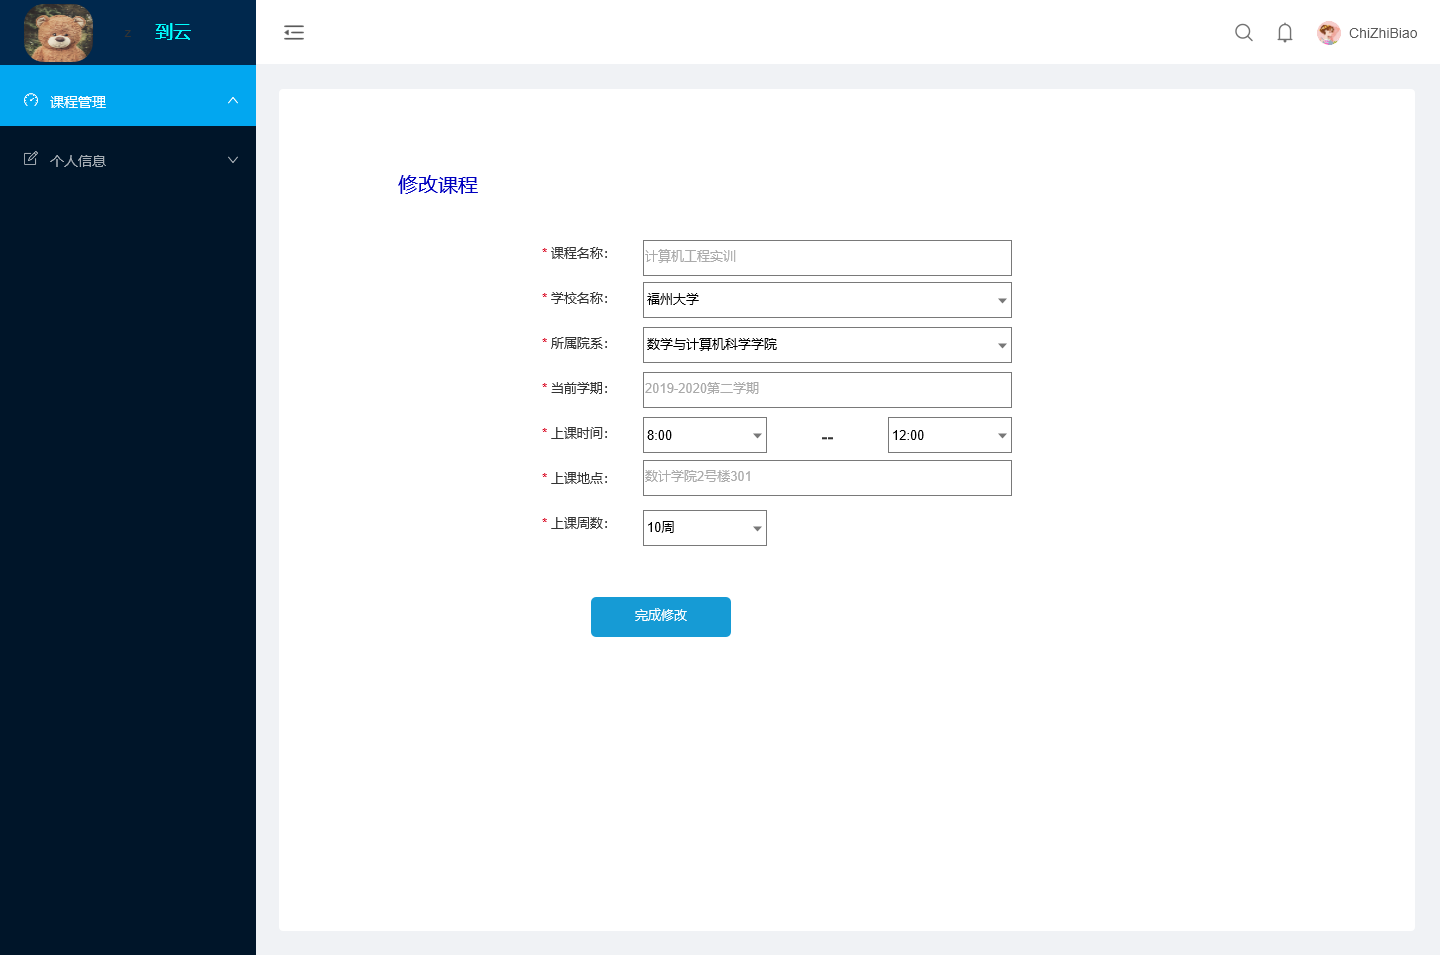 z 到云
ChiZhiBiao
课程管理
个人信息
修改课程
* 课程名称: 计算机工程实训
* 学校名称: 福州大学
* 所属院系: 数学与计算机科学学院
* 当前学期: 2019-2020第二学期
* 上课时间: 8:00 -- 12:00
* 上课地点: 数计学院2号楼301
* 上课周数: 10周
完成修改